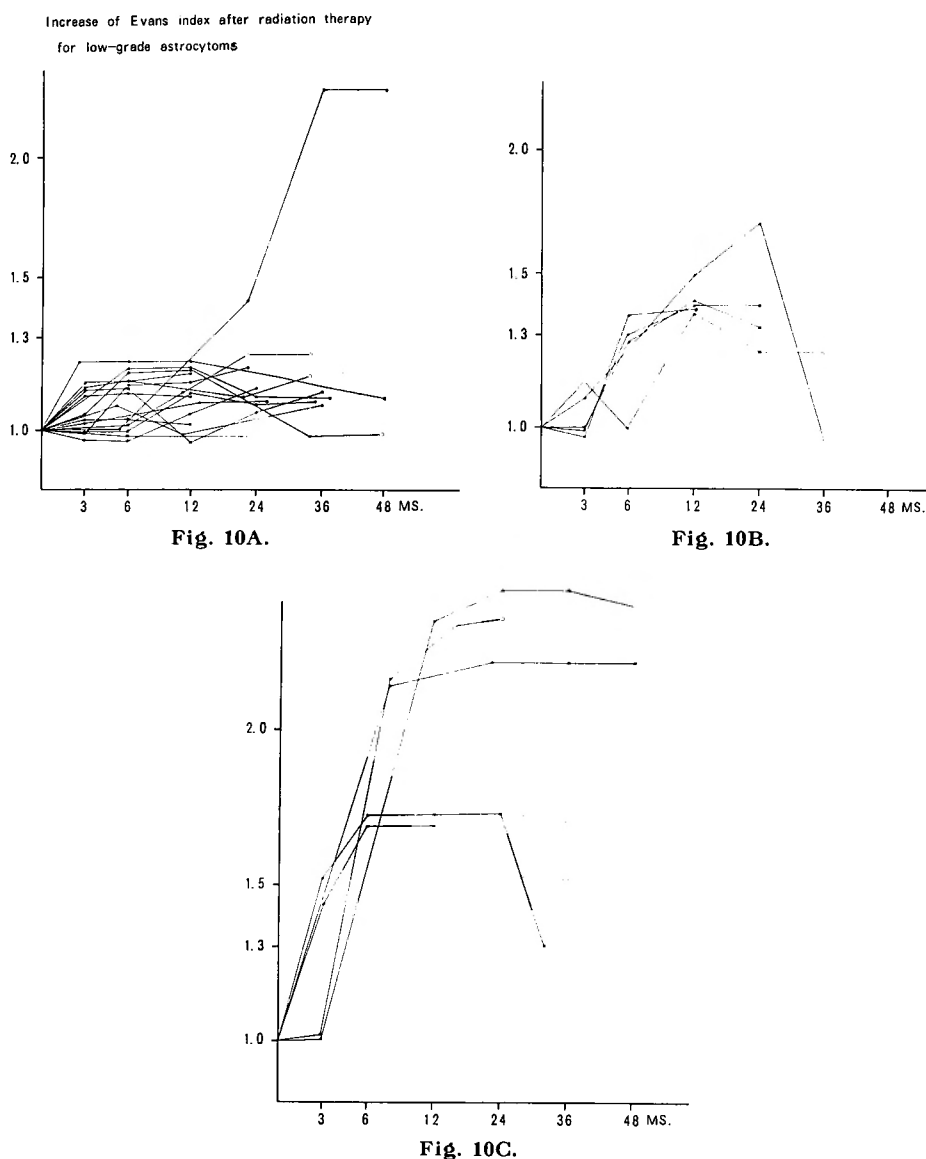 Increase of Evans index after radiation therapy
for low-grade astrocytoms
2.0
1.5
1.3
1.0
3 6 12 24 36 48 MS.
Fig. 10A.
2.0
1.5
1.3
1.0
3 6 12 24 36 48 MS.
Fig. 10B.
2.0
1.5
1.3
1.0
3 6 12 24 36 48 MS.
Fig. 10C.